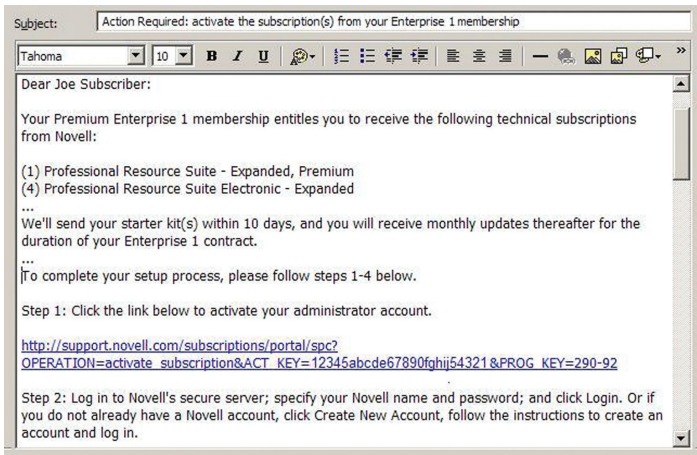 Subject: Action Required: activate the subscription(s) from your Enterprise 1 membership
Tahoma 10 B I U »
Dear Joe Subscriber:
Your Premium Enterprise 1 membership entitles you to receive the following technical subscriptions
from Novell:
(1) Professional Resource Suite - Expanded, Premium
(4) Professional Resource Suite Electronic - Expanded
...
We'll send your starter kit(s) within 10 days, and you will receive monthly updates thereafter for the
duration of your Enterprise 1 contract.
...
To complete your setup process, please follow steps 1-4 below.
Step 1: Click the link below to activate your administrator account.
http://support.novell.com/subscriptions/portal/spc?
OPERATION=activate_subscription&ACT_KEY=12345abcde67890fghij54321&PROG_KEY=290-92
Step 2: Log in to Novell's secure server; specify your Novell name and password; and click Login. Or if
you do not already have a Novell account, click Create New Account, follow the instructions to create an
account and log in.